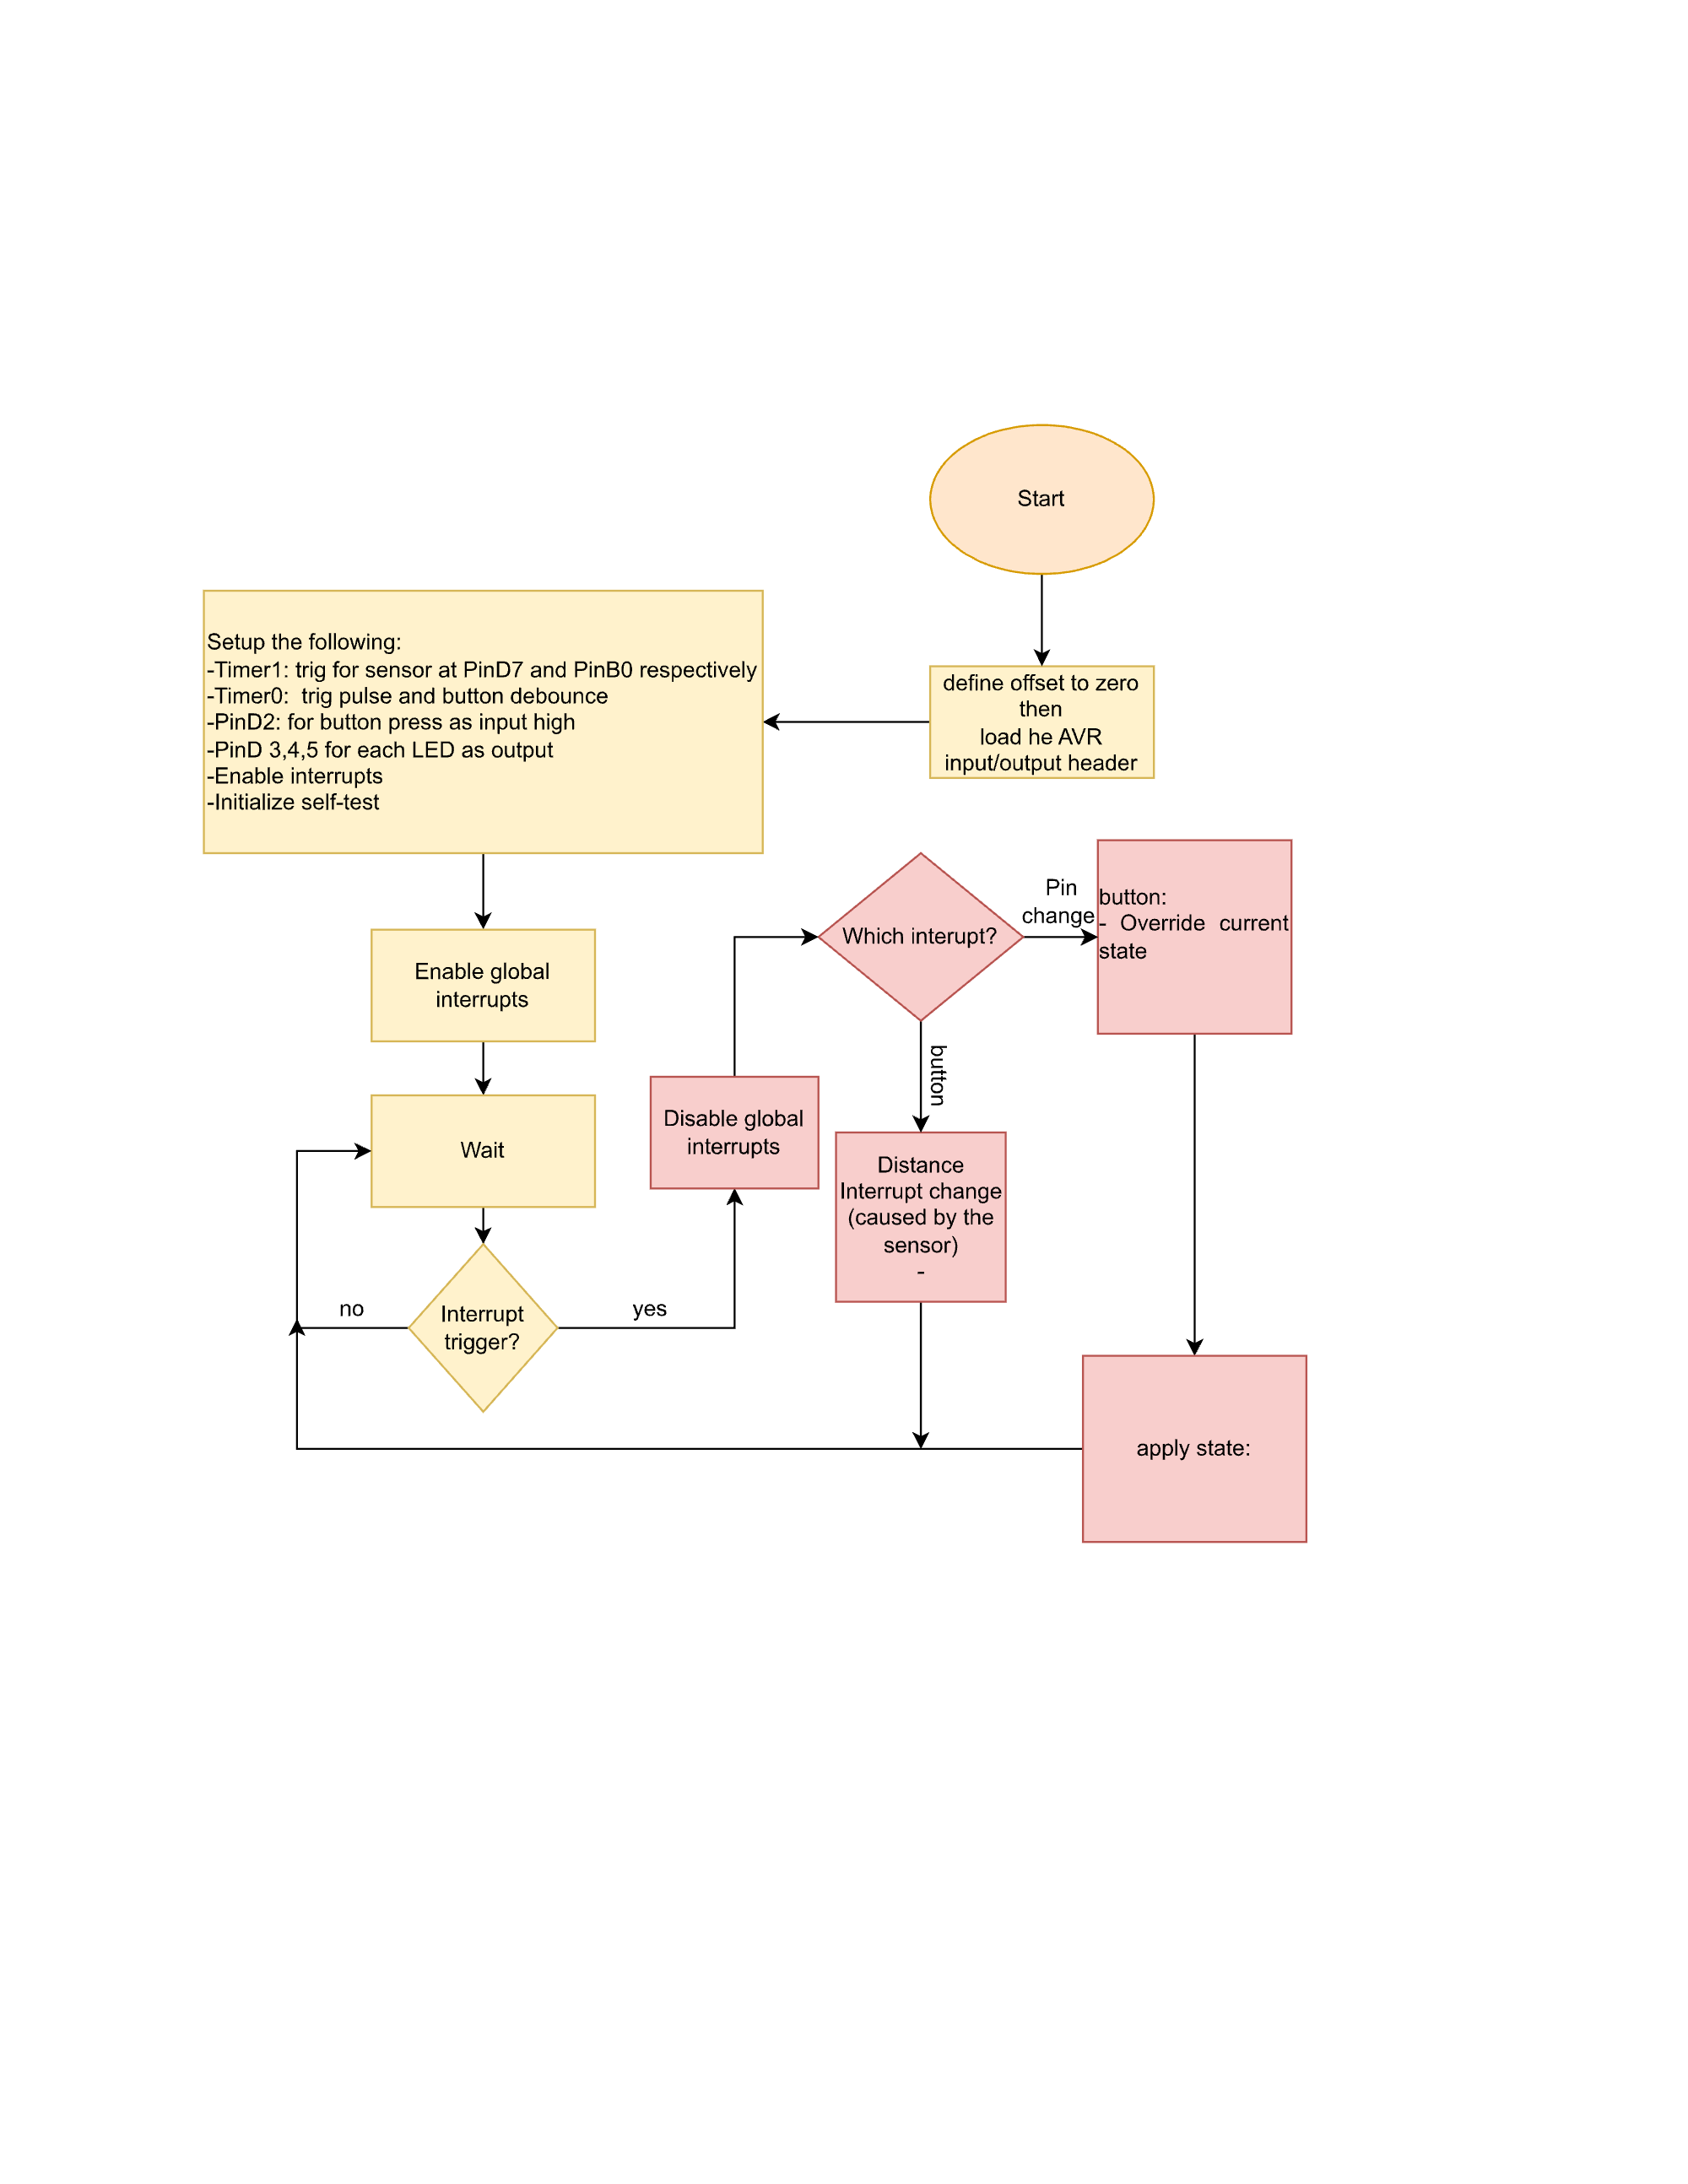 Start
define offset to zero
then
load he AVR
input/output header
Setup the following:
-Timer1: trig for sensor at PinD7 and PinB0 respectively
-Timer0:  trig pulse and button debounce
-PinD2: for button press as input high
-PinD 3,4,5 for each LED as output
-Enable interrupts
-Initialize self-test
Enable global
interrupts
Wait
Interrupt
trigger?
no
yes
Disable global
interrupts
Which interupt?
Pin
change
button:
- Override current
state
button
Distance
Interrupt change
(caused by the
sensor)
-
apply state: